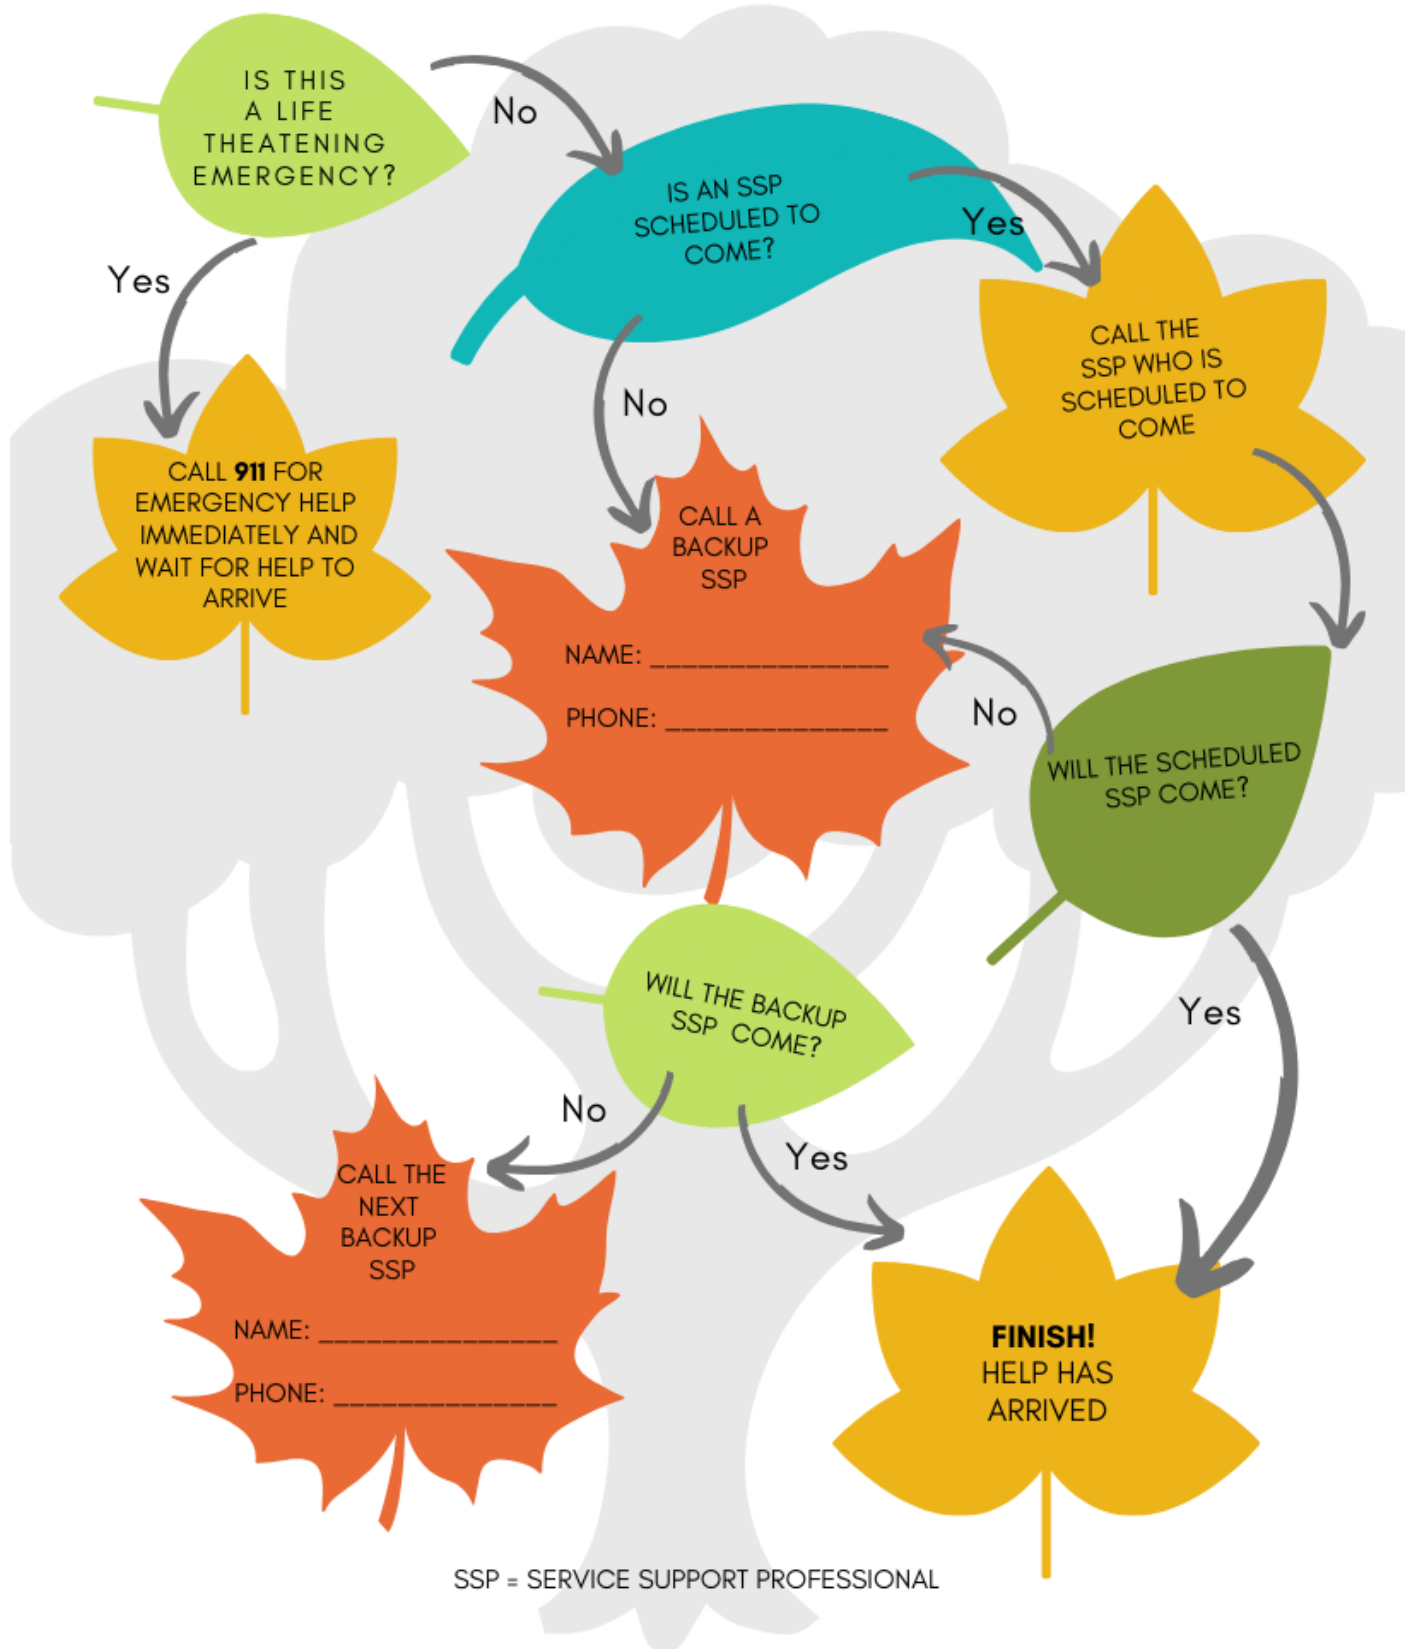 IS THIS
A LIFE
THEATENING
EMERGENCY?
No
Yes
IS AN SSP
SCHEDULED TO
COME?
Yes
No
CALL THE
SSP WHO IS
SCHEDULED TO
COME
CALL 911 FOR
EMERGENCY HELP
IMMEDIATELY AND
WAIT FOR HELP TO
ARRIVE
CALL A
BACKUP
SSP
NAME: _______________
PHONE: ______________
No
WILL THE SCHEDULED
SSP COME?
Yes
WILL THE BACKUP
SSP COME?
No
Yes
CALL THE
NEXT
BACKUP
SSP
NAME: _______________
PHONE: ______________
FINISH!
HELP HAS
ARRIVED
SSP = SERVICE SUPPORT PROFESSIONAL